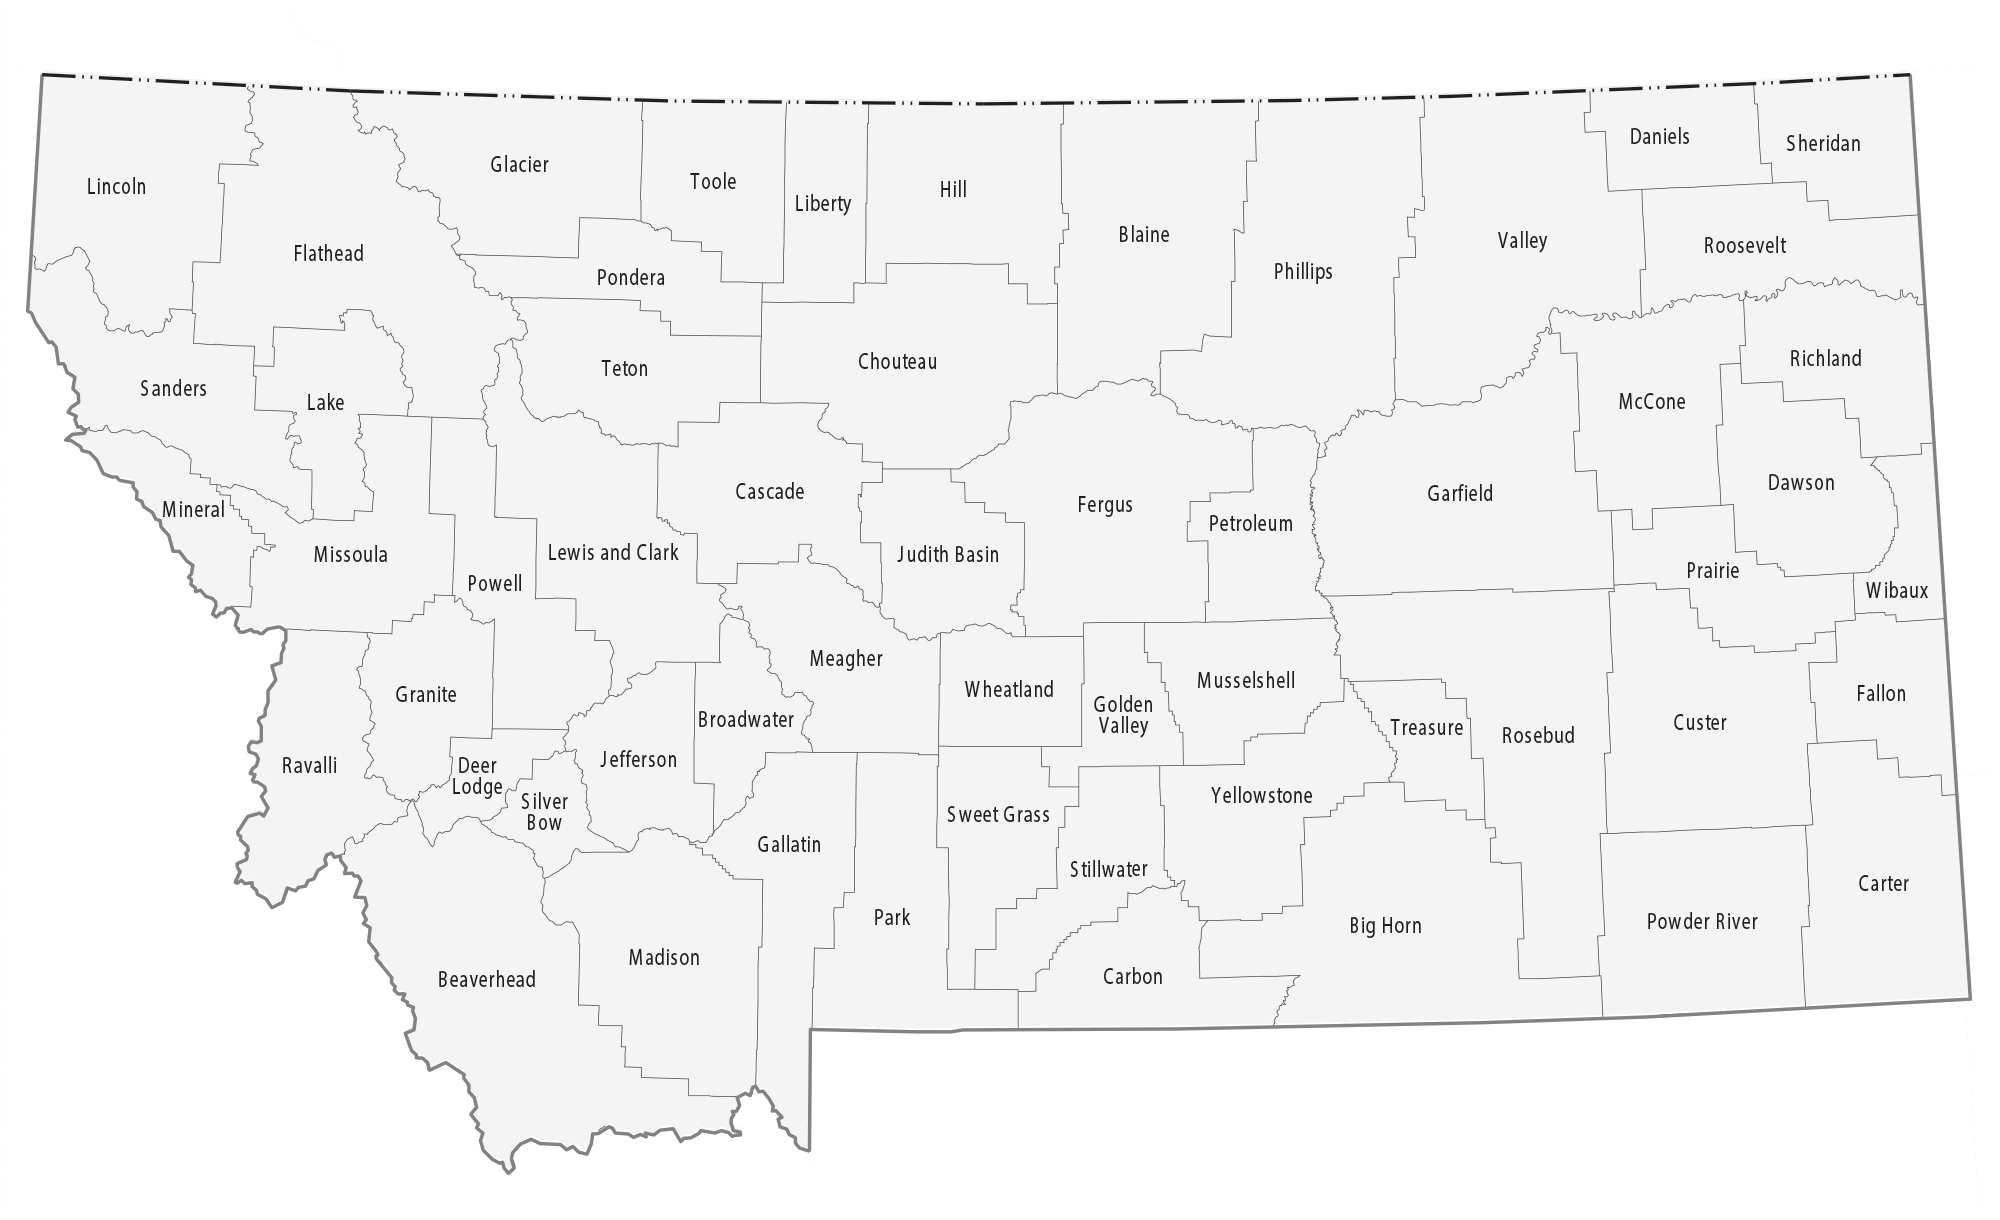 Daniels
Sheridan
Glacier
Toole
Lincoln
Liberty
Hill
Blaine
Valley
Roosevelt
Flathead
Phillips
Pondera
Richland
Chouteau
Teton
Sanders
Lake
McCone
Dawson
Cascade
Garfield
Fergus
Mineral
Petroleum
Lewis and Clark
Missoula
Judith Basin
Prairie
Powell
Wibaux
Meagher
Musselshell
Wheatland
Granite
Fallon
Golden
Valley
Broadwater
Custer
Treasure
Rosebud
Jefferson
Ravalli
Deer
Lodge
Yellowstone
Silver
Bow
Sweet Grass
Gallatin
Stillwater
Carter
Park
Powder River
Big Horn
Madison
Carbon
Beaverhead